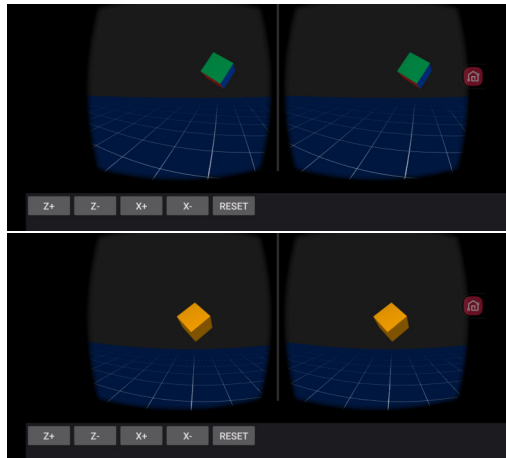 Z+ Z- X+ X- RESET
Z+ Z- X+ X- RESET